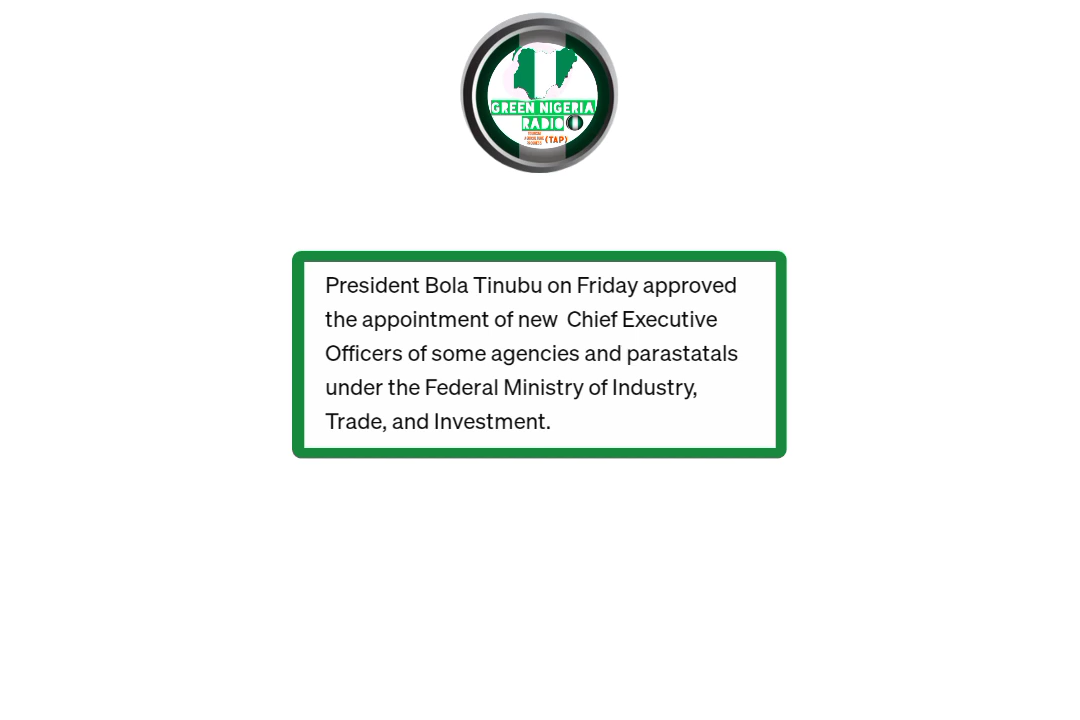 GREEN NIGERIA
RADIO
(TAP)
President Bola Tinubu on Friday approved
the appointment of new  Chief Executive
Officers of some agencies and parastatals
under the Federal Ministry of Industry,
Trade, and Investment.